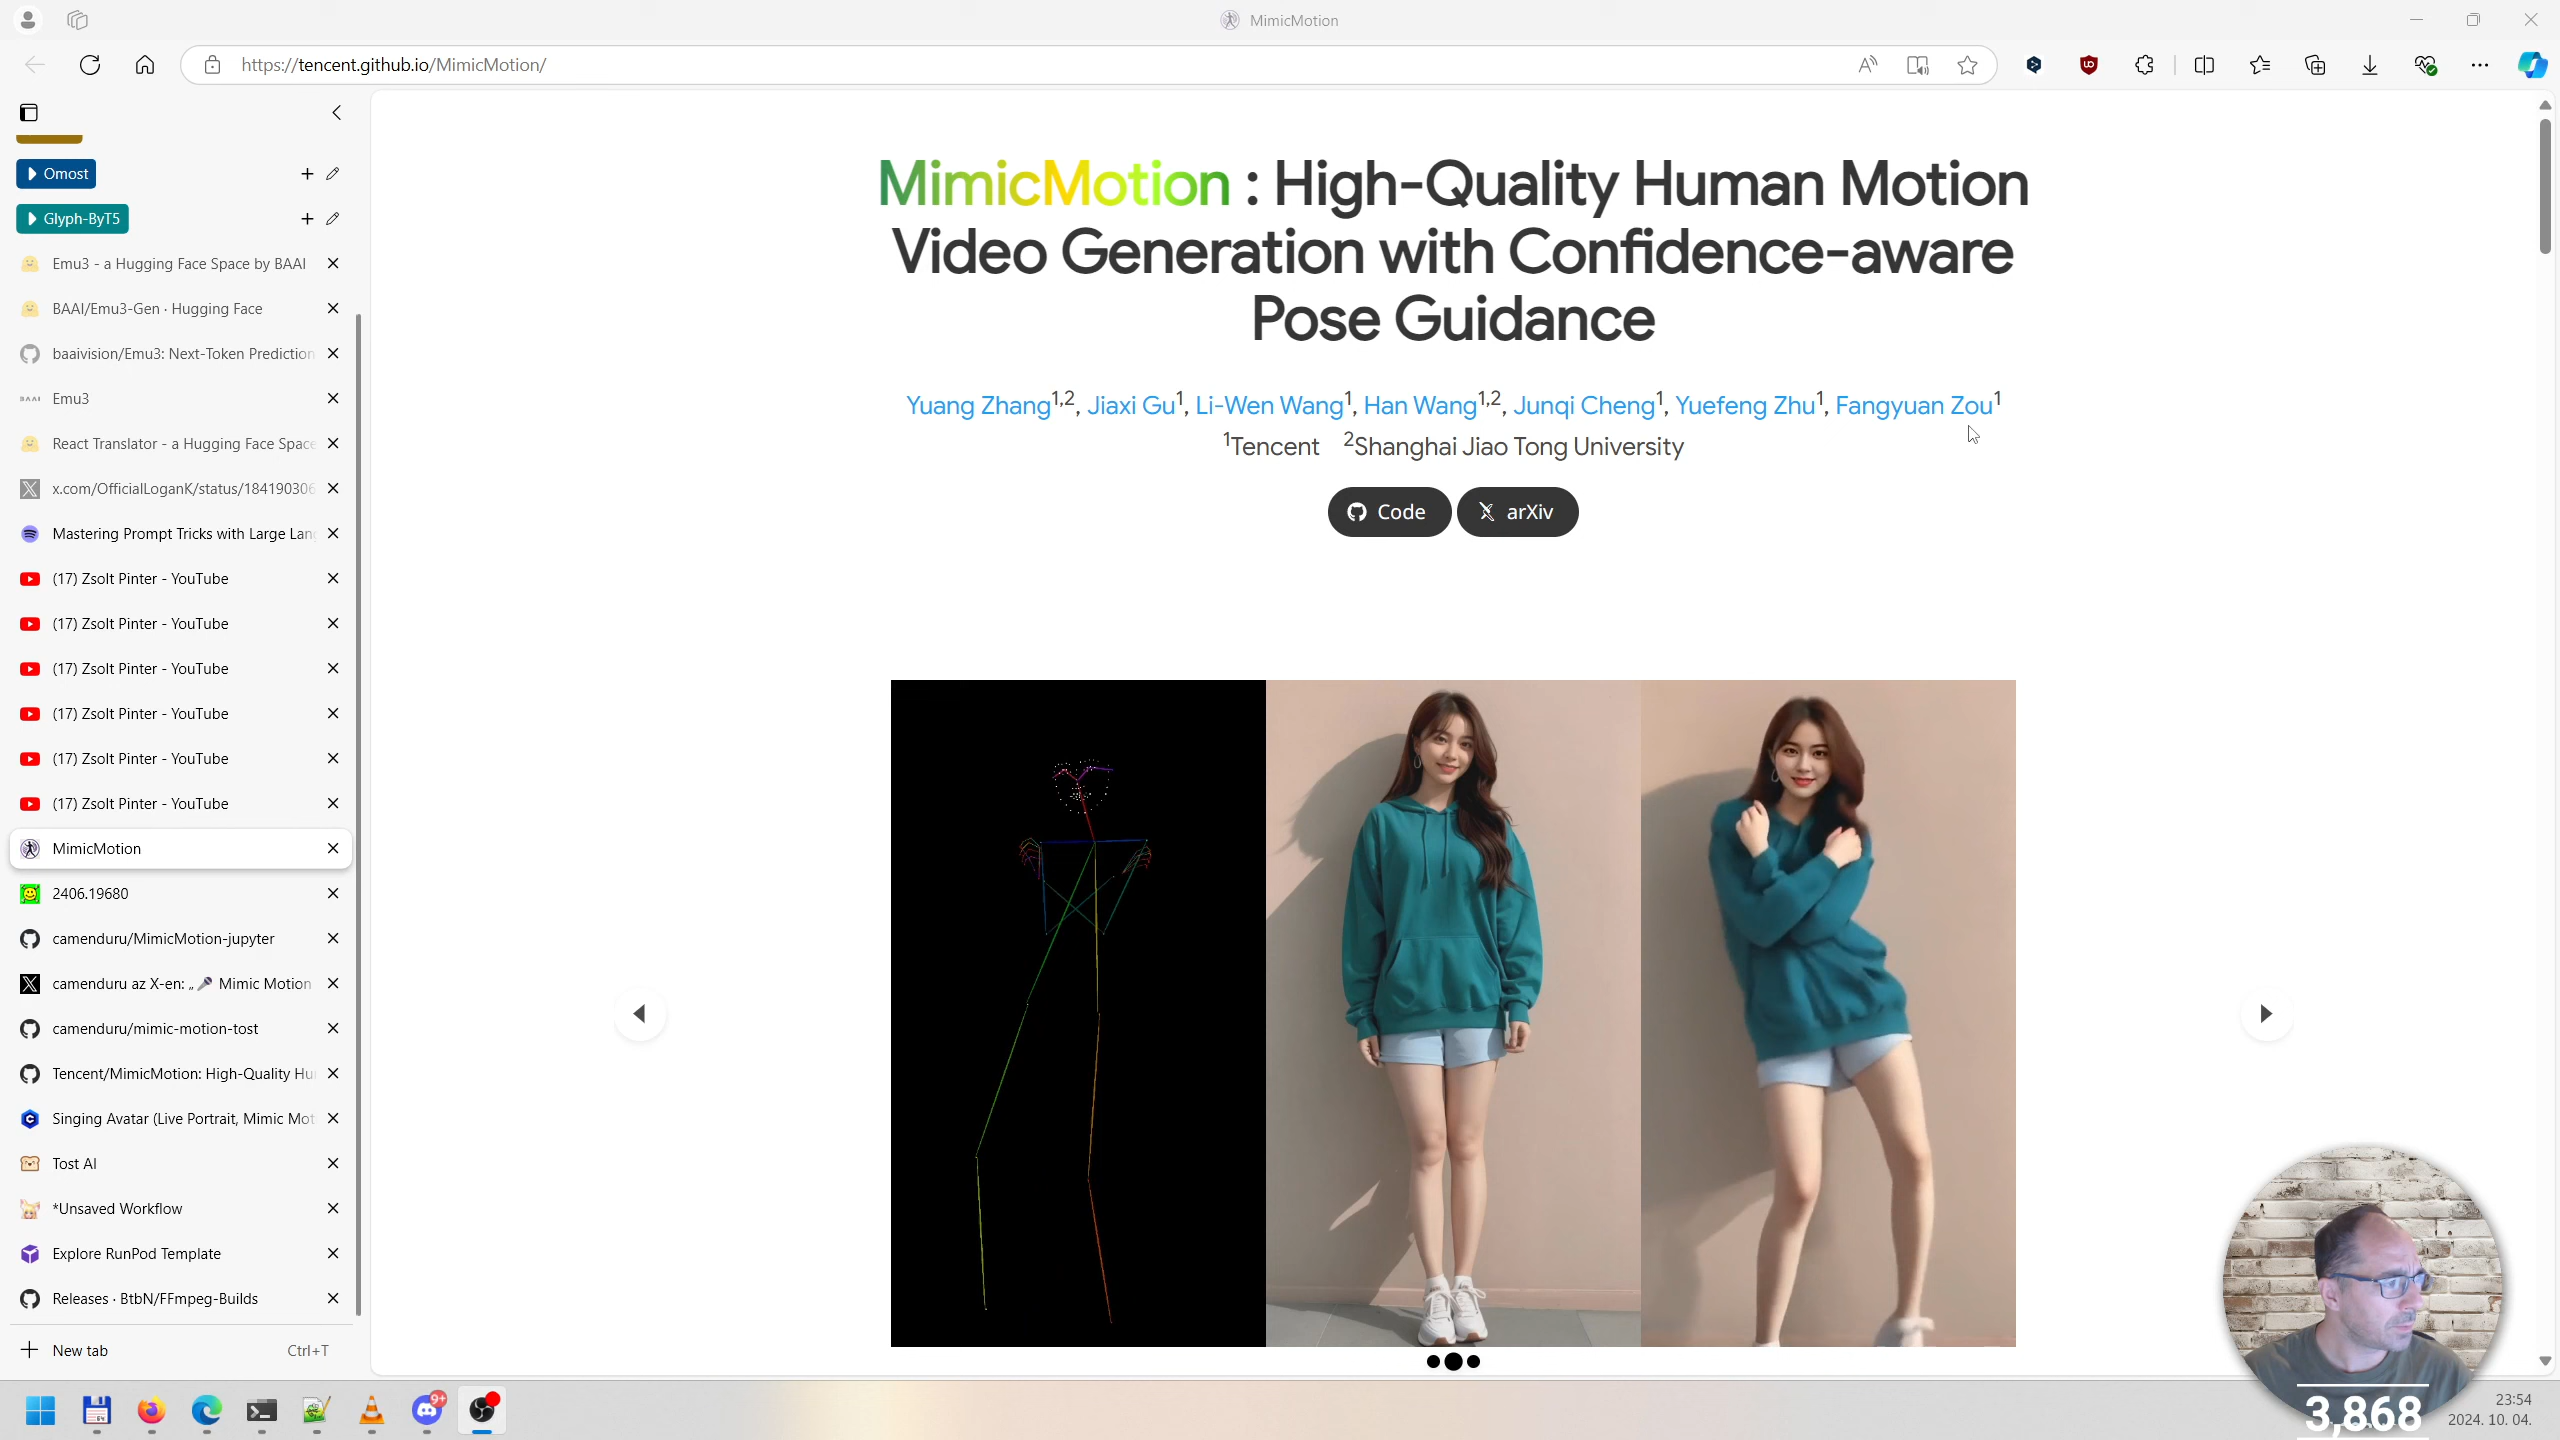 MimicMotion
https://tencent.github.io/MimicMotion/
Omost
Glyph-ByT5
Emu3 - a Hugging Face Space by BAAI
BAAI/Emu3-Gen · Hugging Face
baaivision/Emu3: Next-Token Prediction
Emu3
React Translator - a Hugging Face Space
x.com/OfficialLoganK/status/184190306
Mastering Prompt Tricks with Large Lang
(17) Zsolt Pinter - YouTube
(17) Zsolt Pinter - YouTube
(17) Zsolt Pinter - YouTube
(17) Zsolt Pinter - YouTube
(17) Zsolt Pinter - YouTube
(17) Zsolt Pinter - YouTube
MimicMotion
2406.19680
camenduru/MimicMotion-jupyter
camenduru az X-en: „🎤 Mimic Motion
camenduru/mimic-motion-tost
Tencent/MimicMotion: High-Quality Hu
Singing Avatar (Live Portrait, Mimic Mot
Tost AI
*Unsaved Workflow
Explore RunPod Template
Releases · BtbN/FFmpeg-Builds
New tab Ctrl+T
MimicMotion : High-Quality Human Motion
Video Generation with Confidence-aware
Pose Guidance
Yuang Zhang1,2, Jiaxi Gu1, Li-Wen Wang1, Han Wang1,2, Junqi Cheng1, Yuefeng Zhu1, Fangyuan Zou1
1Tencent 2Shanghai Jiao Tong University
Code arXiv
9+
3,868
23:54
2024. 10. 04.